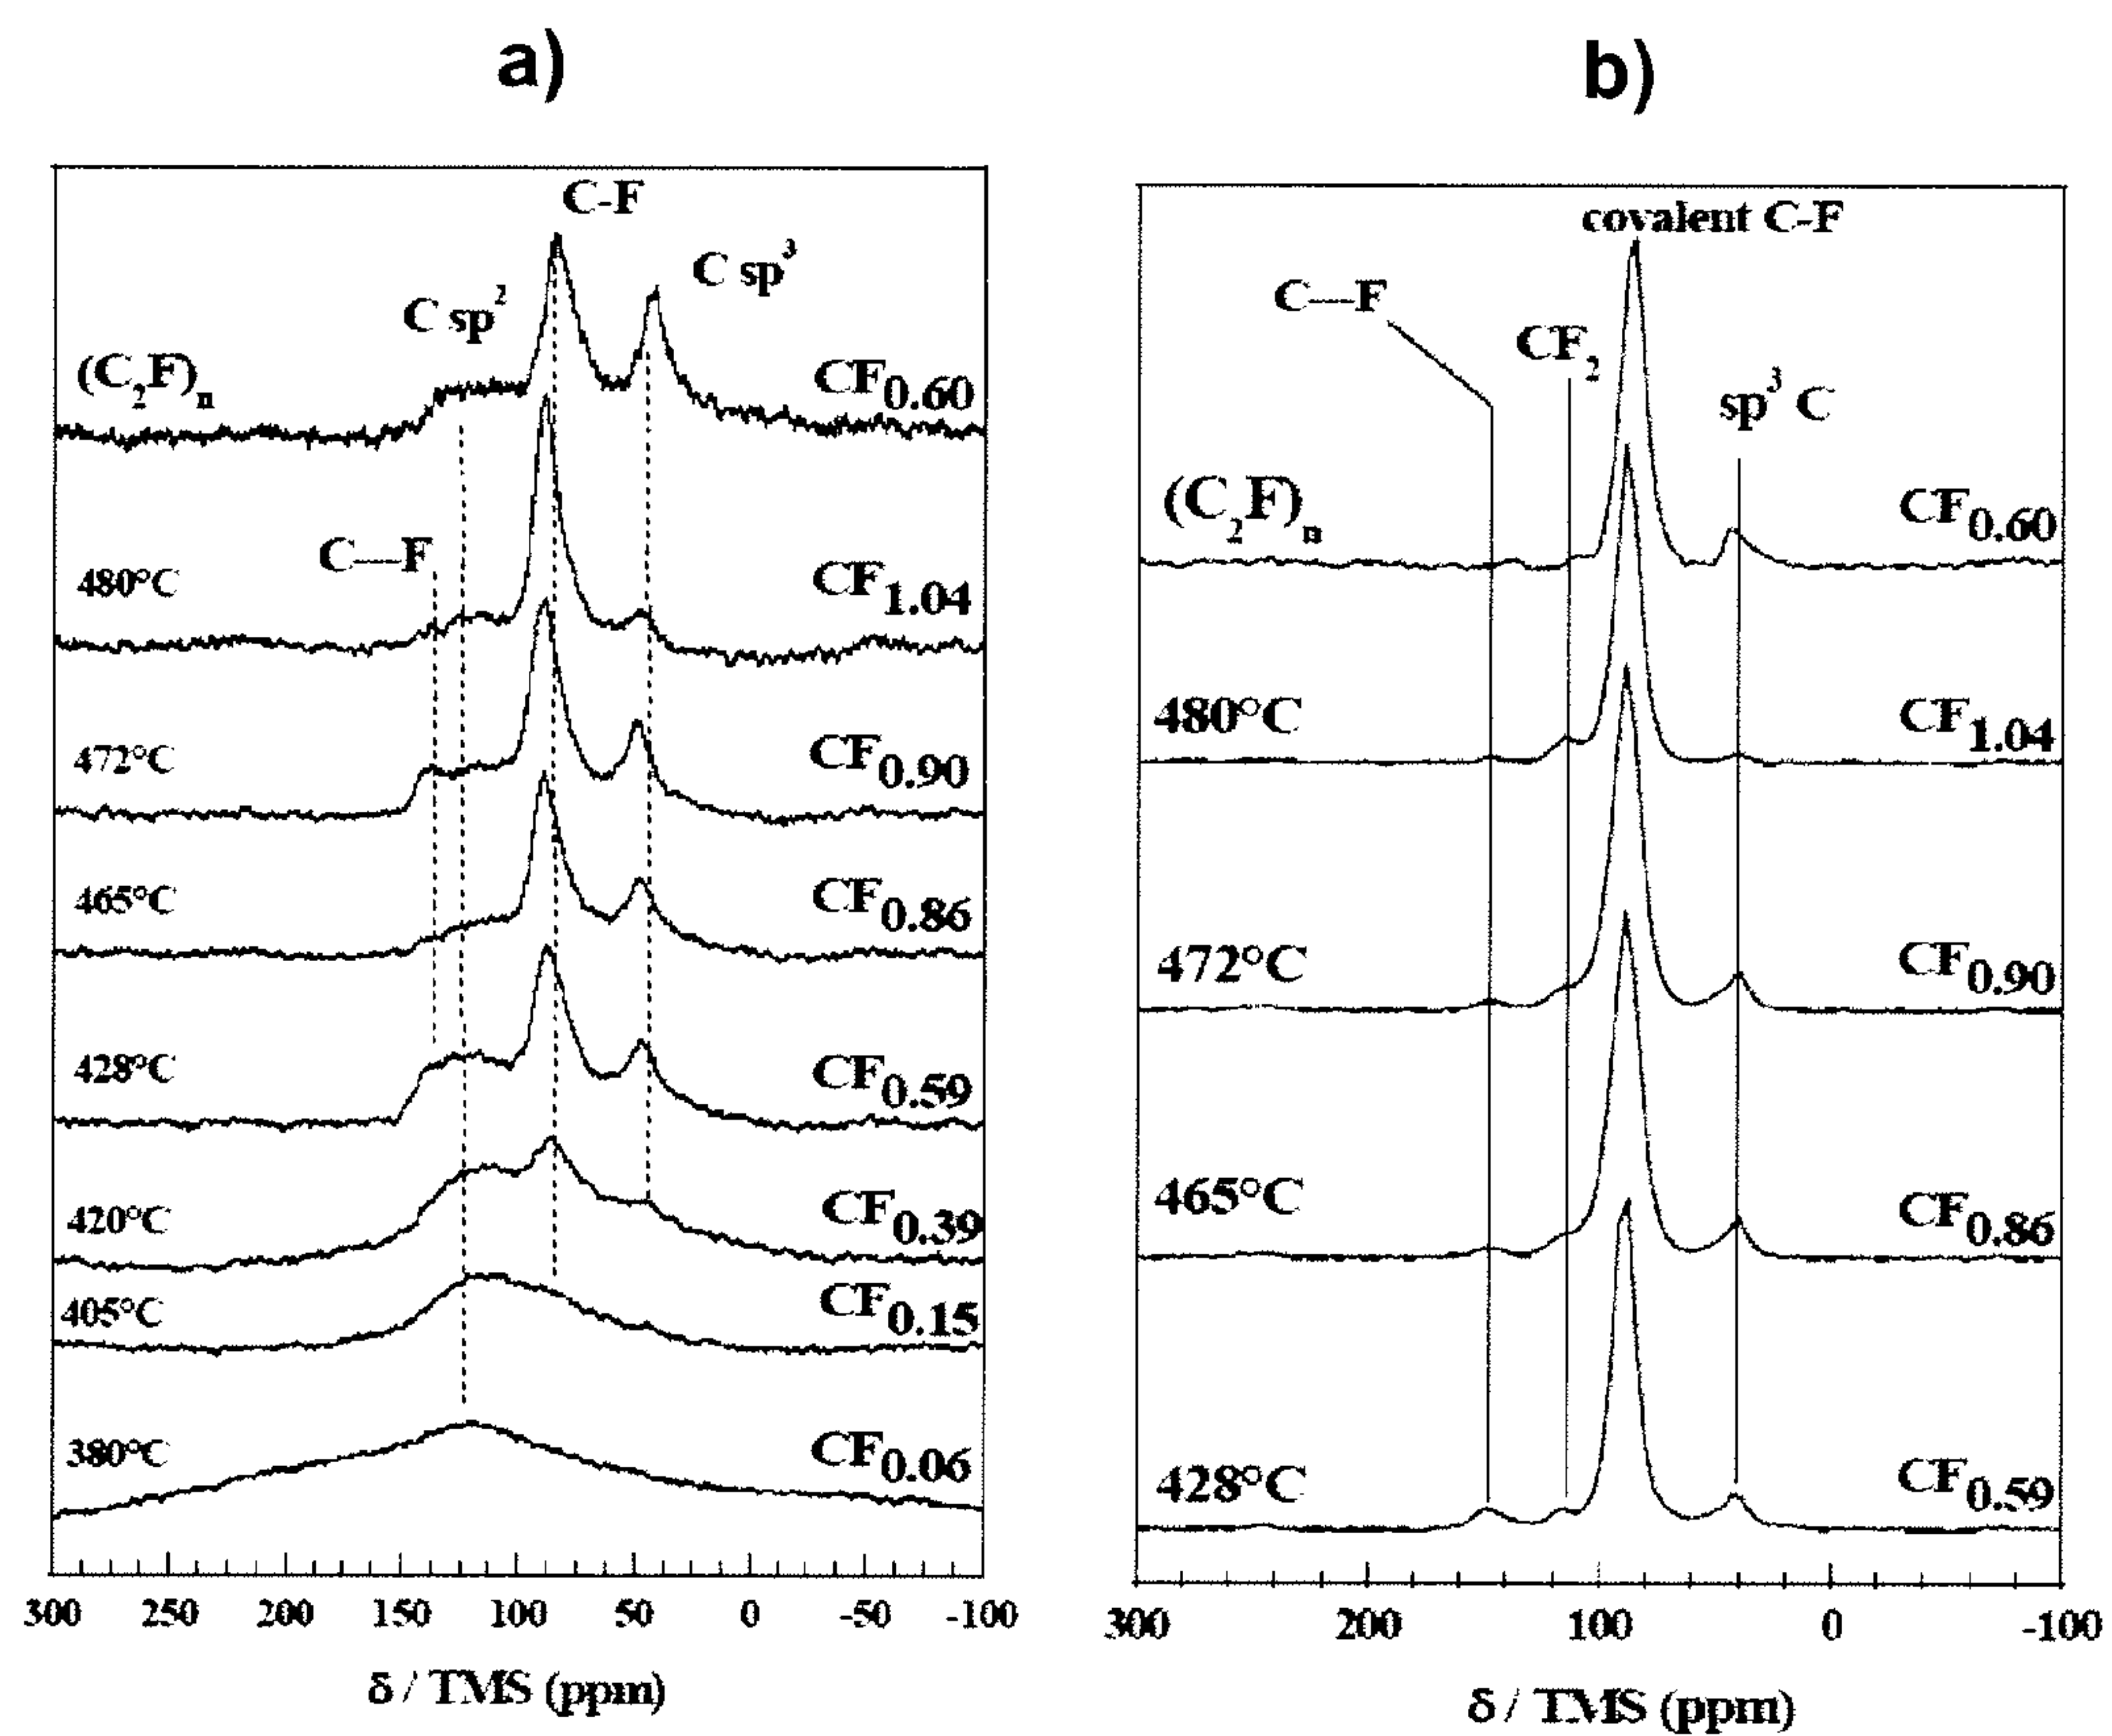 a)
C-F
C sp³
C sp²
(C₂F)ₙ
CF₀.₆₀
C—F
480°C
CF₁.₀₄
472°C
CF₀.₉₀
465°C
CF₀.₈₆
428°C
CF₀.₅₉
420°C
CF₀.₃₉
405°C
CF₀.₁₅
380°C
CF₀.₀₆
300 250 200 150 100 50 0 -50 -100
δ / TMS (ppm)
b)
covalent C-F
C—F
CF₂
sp³ C
(C₂F)ₙ
CF₀.₆₀
480°C
CF₁.₀₄
472°C
CF₀.₉₀
465°C
CF₀.₈₆
428°C
CF₀.₅₉
300 200 100 0 -100
δ / TMS (ppm)